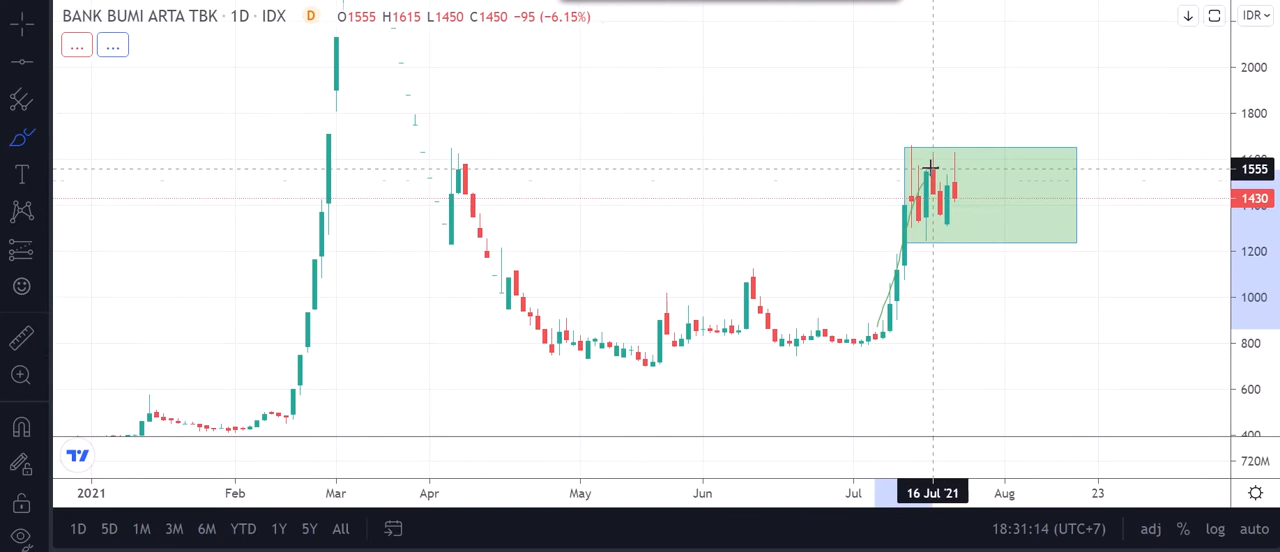 BANK BUMI ARTA TBK · 1D · IDX D O1555 H1615 L1450 C1450 −95 (−6.15%)
IDR
... ...
2000
1800
1555
1430
1200
1000
800
600
400
720M
2021 Feb Mar Apr May Jun Jul 16 Jul '21 Aug 23
1D 5D 1M 3M 6M YTD 1Y 5Y All 18:31:14 (UTC+7) adj % log auto